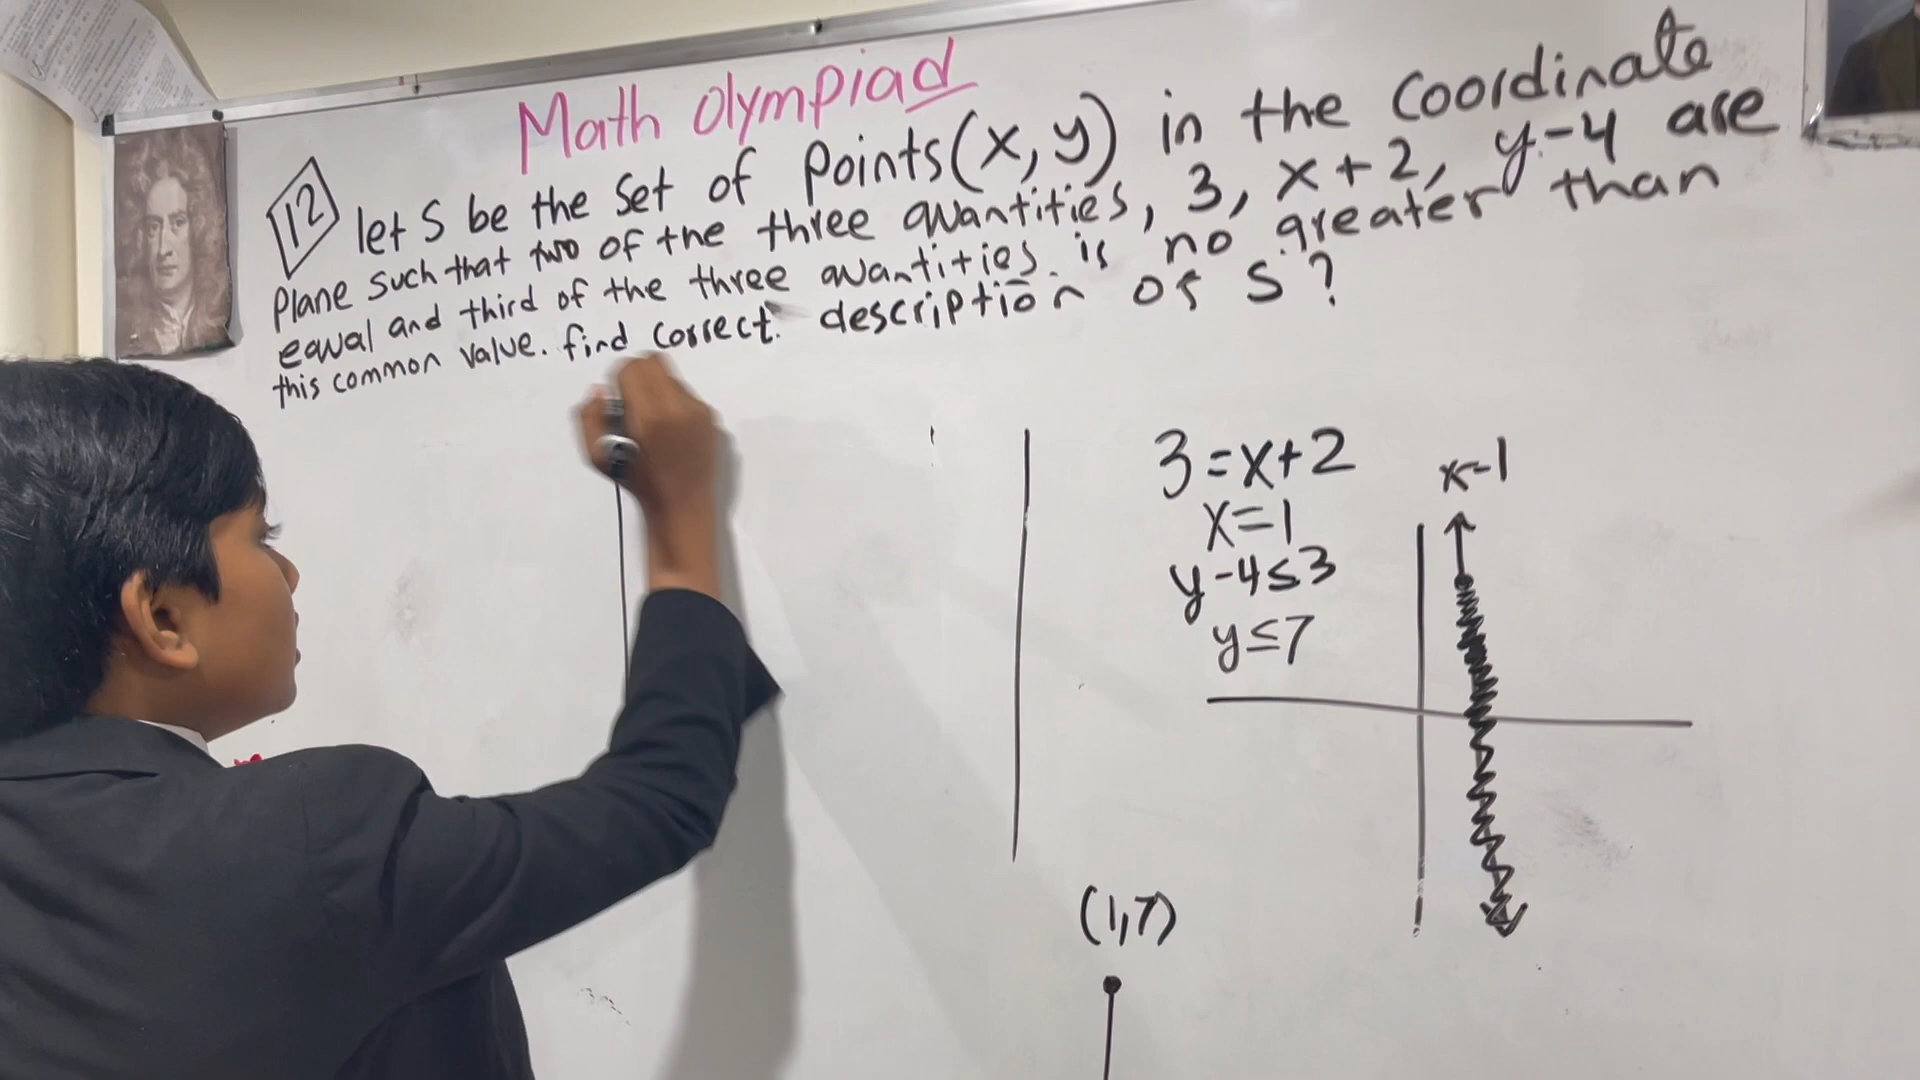 Math Olympiad
12
let S be the set of points (x, y) in the coordinate
plane such that two of the three quantities, 3, x+2, y-4 are
equal and third of the three quantities is no greater than
this common value. find correct description of S?
3=x+2
x=1
y-4≤3
y≤7
x=1
(1,7)